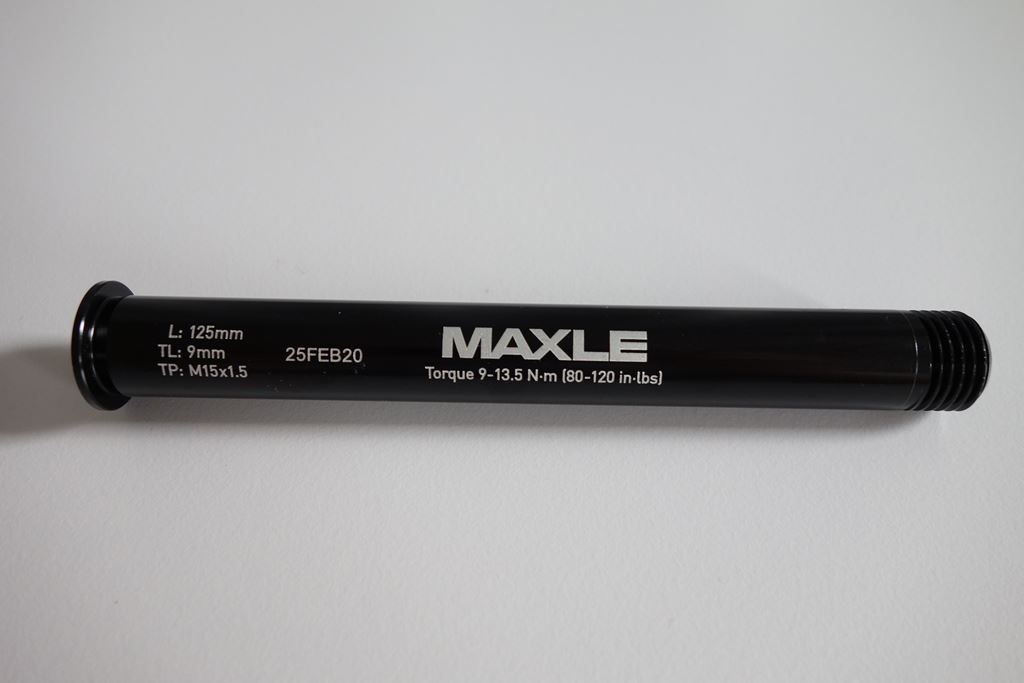 L: 125mm
TL: 9mm
TP: M15x1.5
25FEB20
MAXLE
Torque 9-13.5 N·m (80-120 in·lbs)